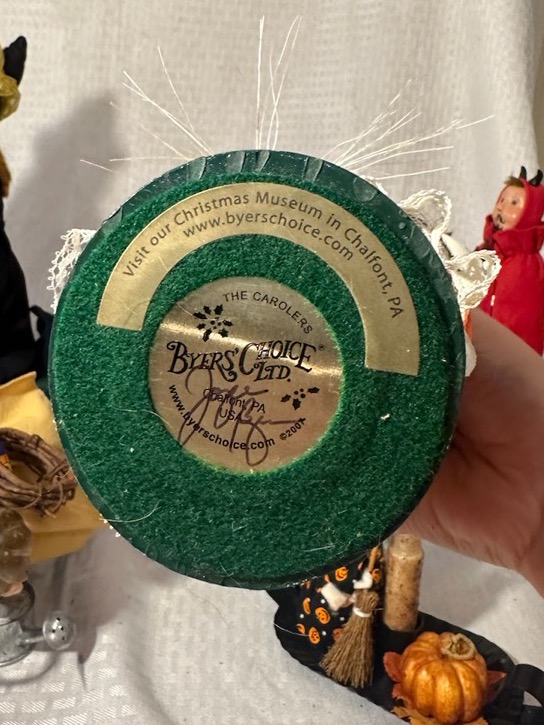 Visit our Christmas Museum in Chalfont, PA
www.byerschoice.com
THE CAROLERS
BYERS' CHOICE®
LTD.
Chalfont, PA
USA
www.byerschoice.com ©2007